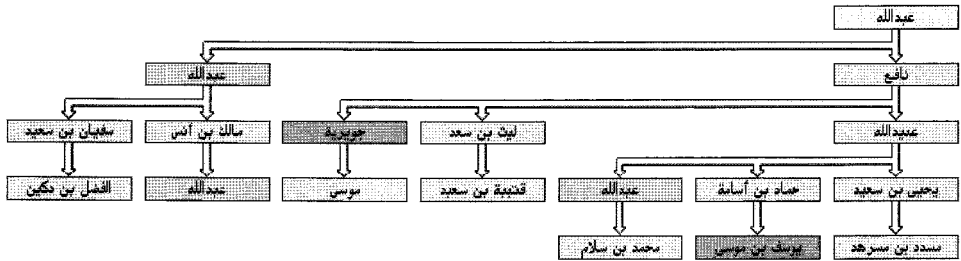 عبدالله
عبدالله نافع
سفيان بن سعيد مالك بن أنس جويرية ليث بن سعد عبيدالله
الفضل بن دكين عبدالله موسى قتيبة بن سعيد عبدالله حماد بن أسامة يحيى بن سعيد
محمد بن سلام يوسف بن موسى مسدد بن مسرهد